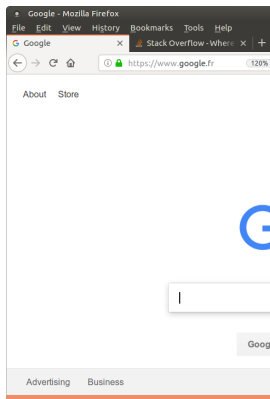 Google - Mozilla Firefox
File Edit View History Bookmarks Tools Help
G Google × Stack Overflow - Where × +
https://www.google.fr 120%
About Store
G
Goog
Advertising Business